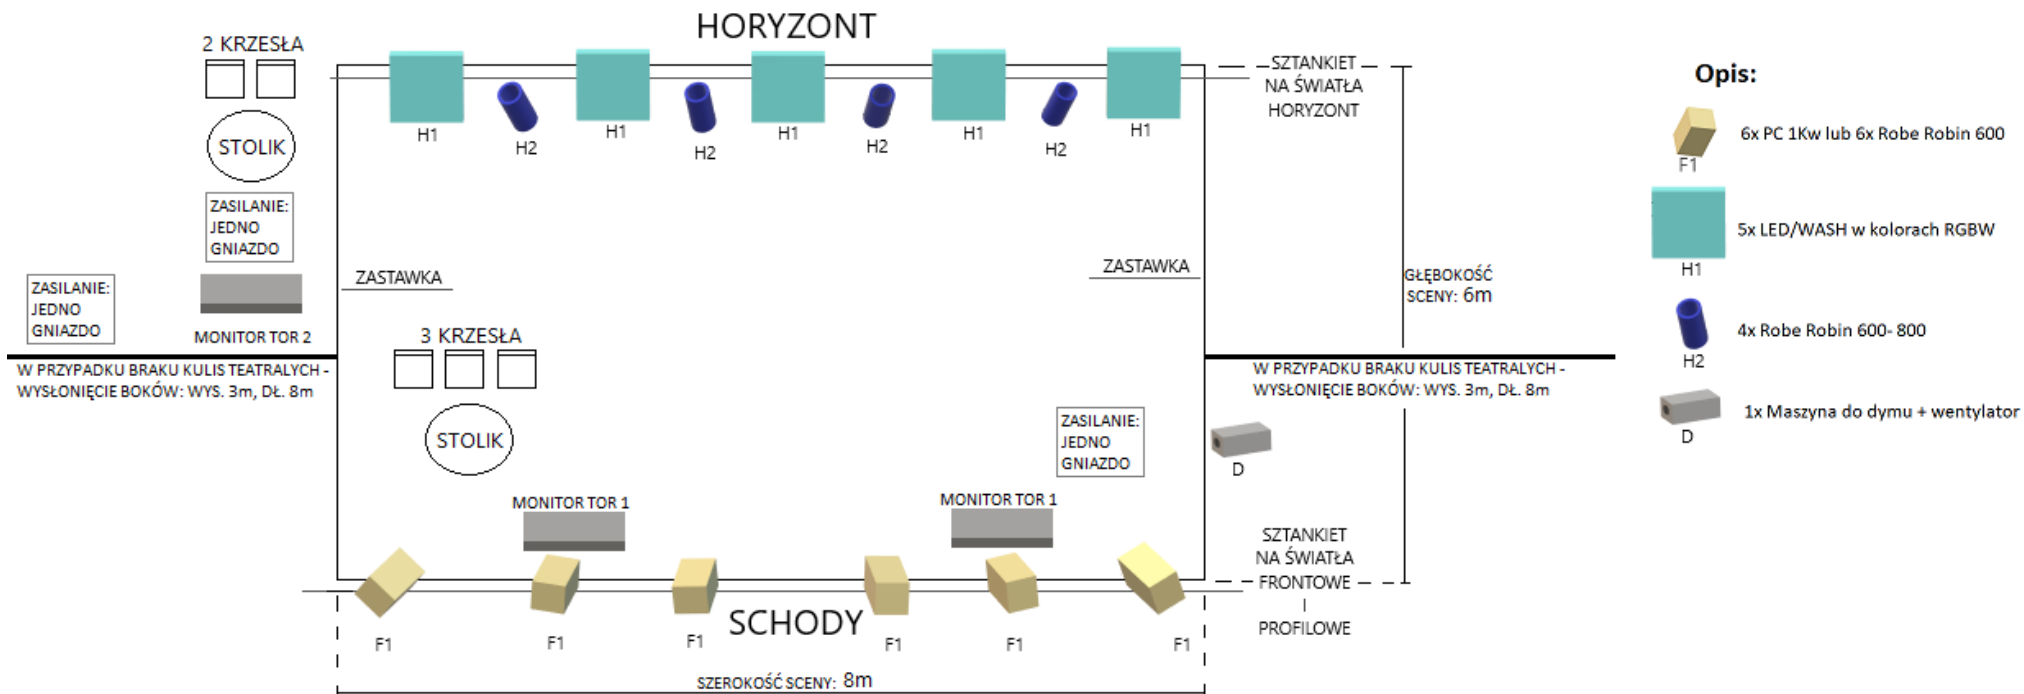 HORYZONT
2 KRZESŁA
STOLIK
ZASILANIE:
JEDNO
GNIAZDO
ZASILANIE:
JEDNO
GNIAZDO
MONITOR TOR 2
W PRZYPADKU BRAKU KULIS TEATRALYCH -
WYSŁONIĘCIE BOKÓW: WYS. 3m, DŁ. 8m
H1
H2
H1
H2
H1
H2
H1
H2
H1
ZASTAWKA
ZASTAWKA
3 KRZESŁA
STOLIK
ZASILANIE:
JEDNO
GNIAZDO
MONITOR TOR 1
MONITOR TOR 1
F1
F1
F1
SCHODY
F1
F1
F1
SZEROKOŚĆ SCENY: 8m
SZTANKIET
NA ŚWIATŁA
HORYZONT
GŁĘBOKOŚĆ
SCENY: 6m
W PRZYPADKU BRAKU KULIS TEATRALYCH -
WYSŁONIĘCIE BOKÓW: WYS. 3m, DŁ. 8m
D
SZTANKIET
NA ŚWIATŁA
FRONTOWE
I
PROFILOWE
Opis:
6x PC 1Kw lub 6x Robe Robin 600
F1
5x LED/WASH w kolorach RGBW
H1
4x Robe Robin 600- 800
H2
1x Maszyna do dymu + wentylator
D